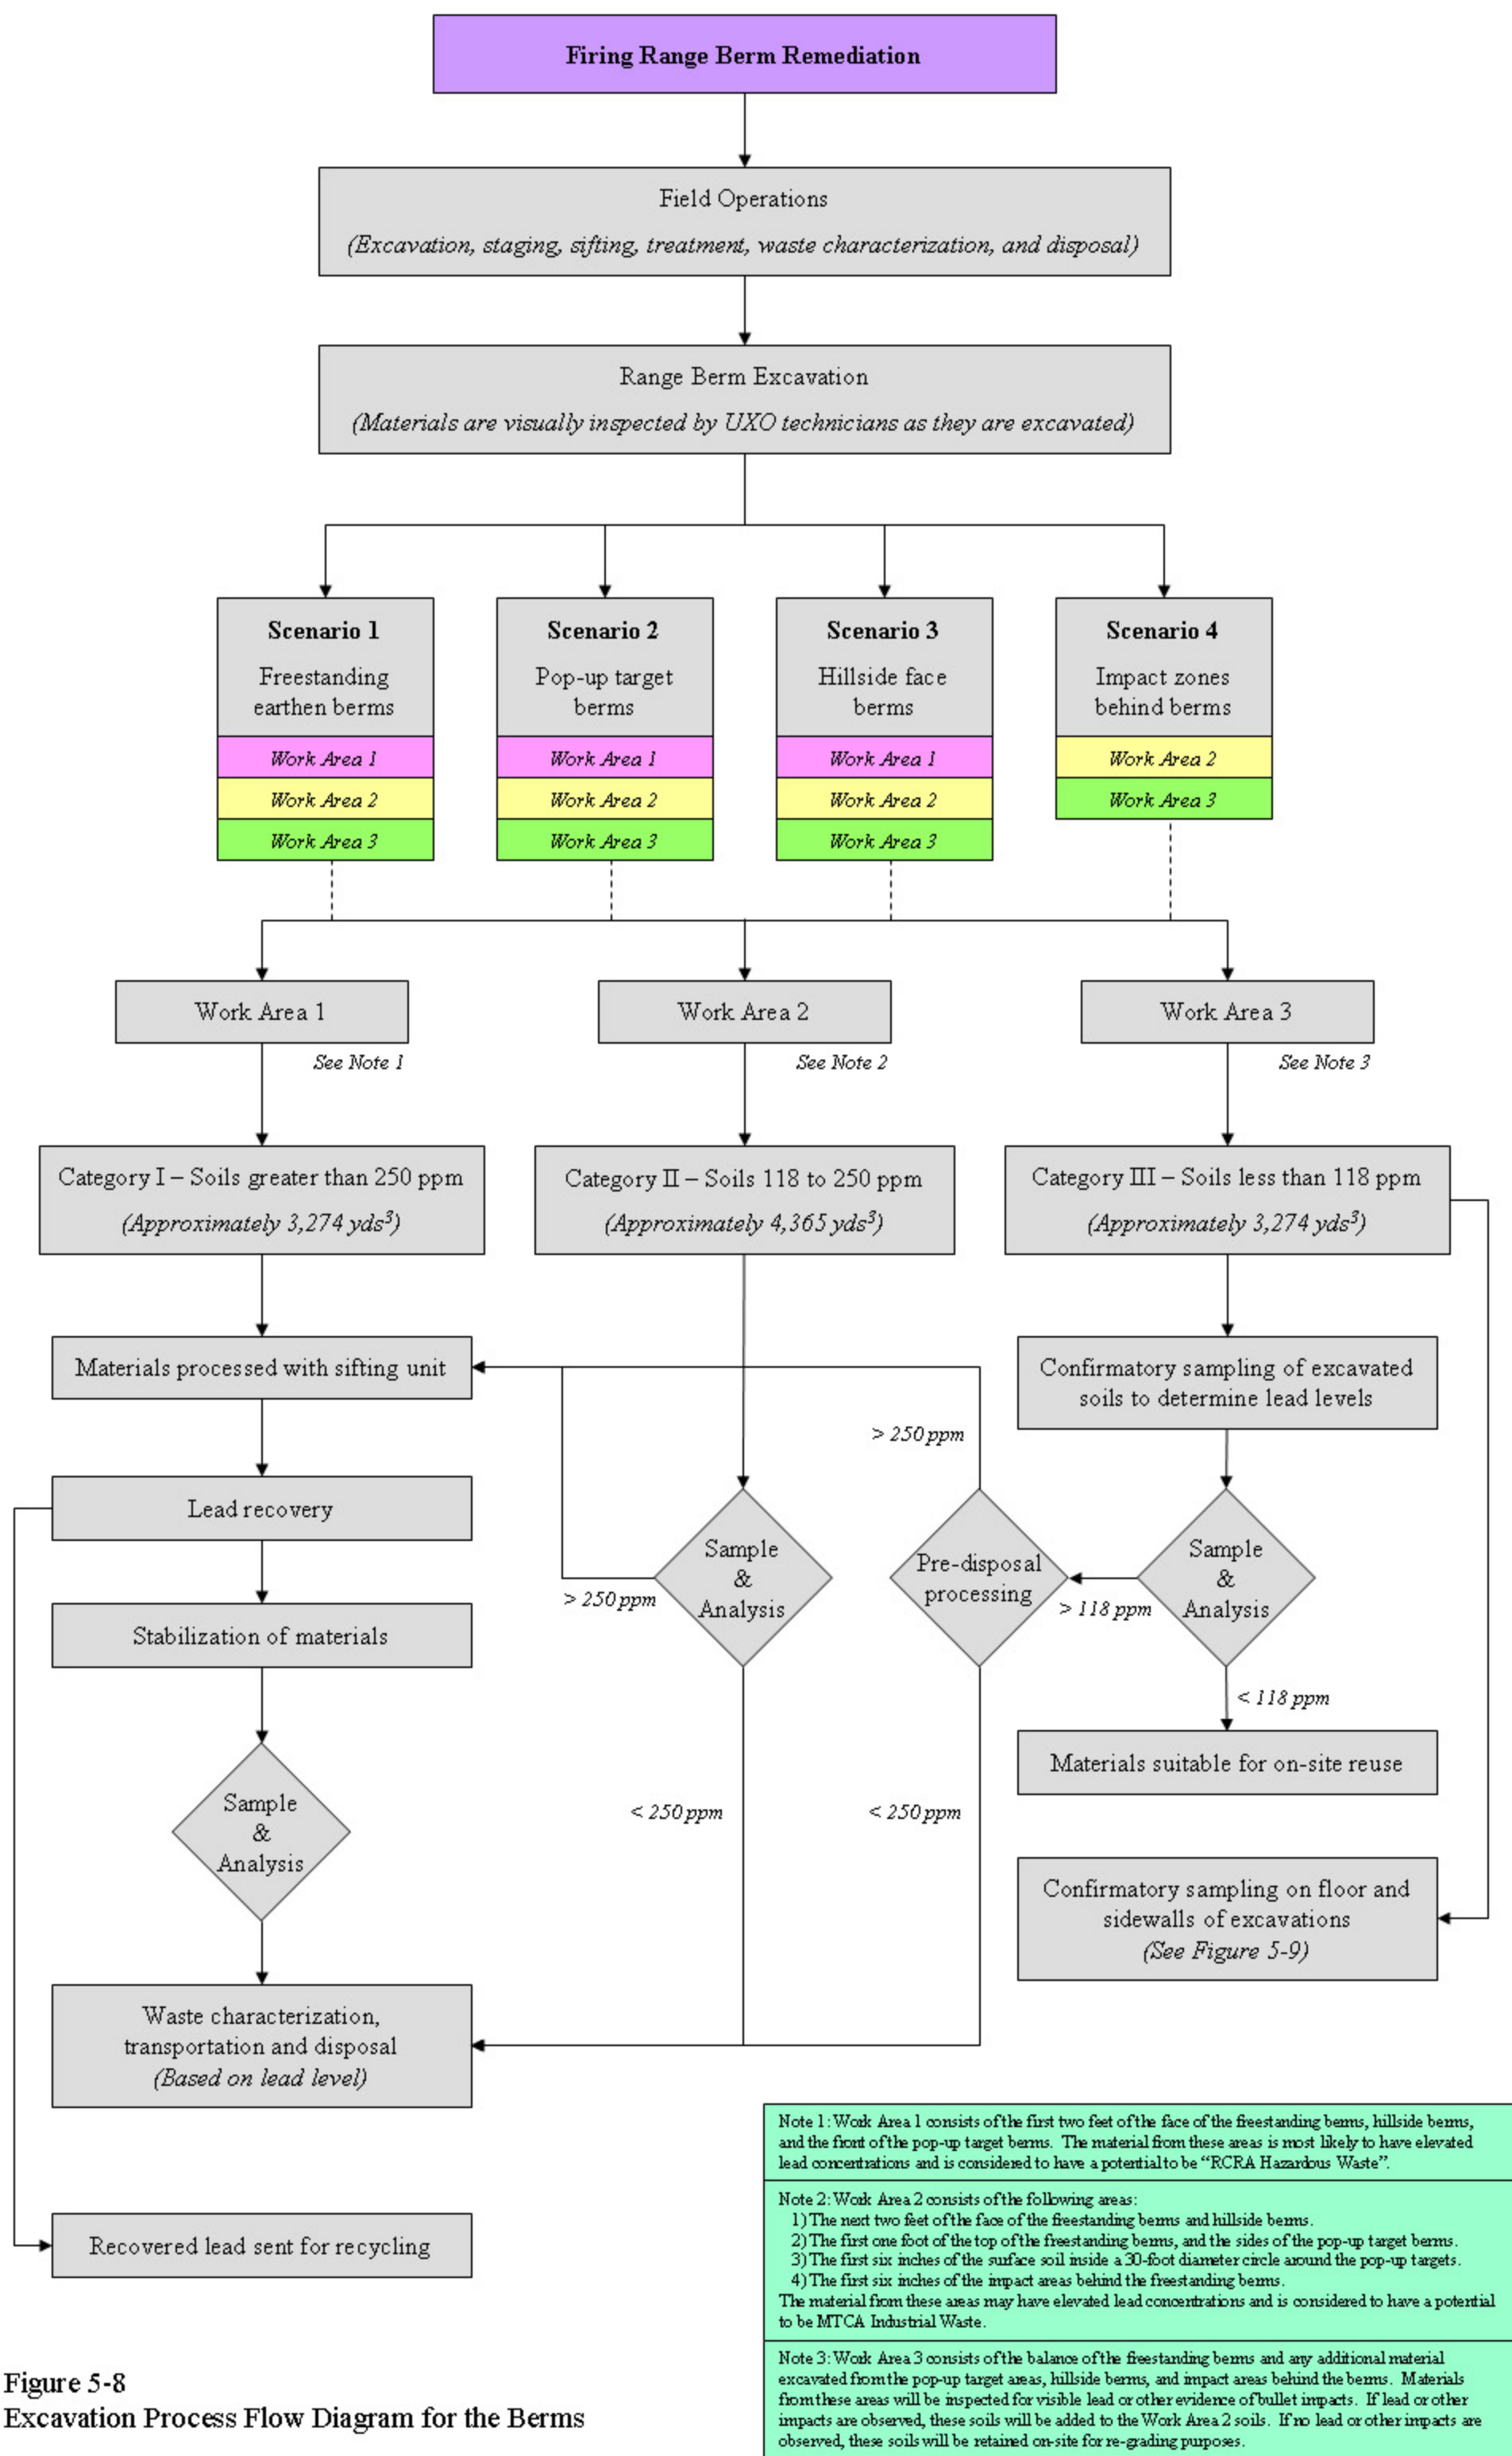 Firing Range Berm Remediation
Field Operations
(Excavation, staging, sifting, treatment, waste characterization, and disposal)
Range Berm Excavation
(Materials are visually inspected by UXO technicians as they are excavated)
Scenario 1
Freestanding
earthen berms
Work Area 1
Work Area 2
Work Area 3
Scenario 2
Pop-up target
berms
Work Area 1
Work Area 2
Work Area 3
Scenario 3
Hillside face
berms
Work Area 1
Work Area 2
Work Area 3
Scenario 4
Impact zones
behind berms
Work Area 2
Work Area 3
Work Area 1
See Note 1
Work Area 2
See Note 2
Work Area 3
See Note 3
Category I – Soils greater than 250 ppm
(Approximately 3,274 yds³)
Category II – Soils 118 to 250 ppm
(Approximately 4,365 yds³)
Category III – Soils less than 118 ppm
(Approximately 3,274 yds³)
Materials processed with sifting unit
Confirmatory sampling of excavated
soils to determine lead levels
> 250 ppm
Lead recovery
Sample
&
Analysis
> 250 ppm
Pre-disposal
processing
> 118 ppm
Sample
&
Analysis
Stabilization of materials
< 118 ppm
Materials suitable for on-site reuse
Sample
&
Analysis
< 250 ppm
< 250 ppm
Confirmatory sampling on floor and
sidewalls of excavations
(See Figure 5-9)
Waste characterization,
transportation and disposal
(Based on lead level)
Recovered lead sent for recycling
Note 1: Work Area 1 consists of the first two feet of the face of the freestanding berms, hillside berms,
and the front of the pop-up target berms. The material from these areas is most likely to have elevated
lead concentrations and is considered to have a potential to be “RCRA Hazardous Waste”.
Note 2: Work Area 2 consists of the following areas:
1) The next two feet of the face of the freestanding berms and hillside berms.
2) The first one foot of the top of the freestanding berms, and the sides of the pop-up target berms.
3) The first six inches of the surface soil inside a 30-foot diameter circle around the pop-up targets.
4) The first six inches of the impact areas behind the freestanding berms.
The material from these areas may have elevated lead concentrations and is considered to have a potential
to be MTCA Industrial Waste.
Note 3: Work Area 3 consists of the balance of the freestanding berms and any additional material
excavated from the pop-up target areas, hillside berms, and impact areas behind the berms. Materials
from these areas will be inspected for visible lead or other evidence of bullet impacts. If lead or other
impacts are observed, these soils will be added to the Work Area 2 soils. If no lead or other impacts are
observed, these soils will be retained on-site for re-grading purposes.
Figure 5-8
Excavation Process Flow Diagram for the Berms